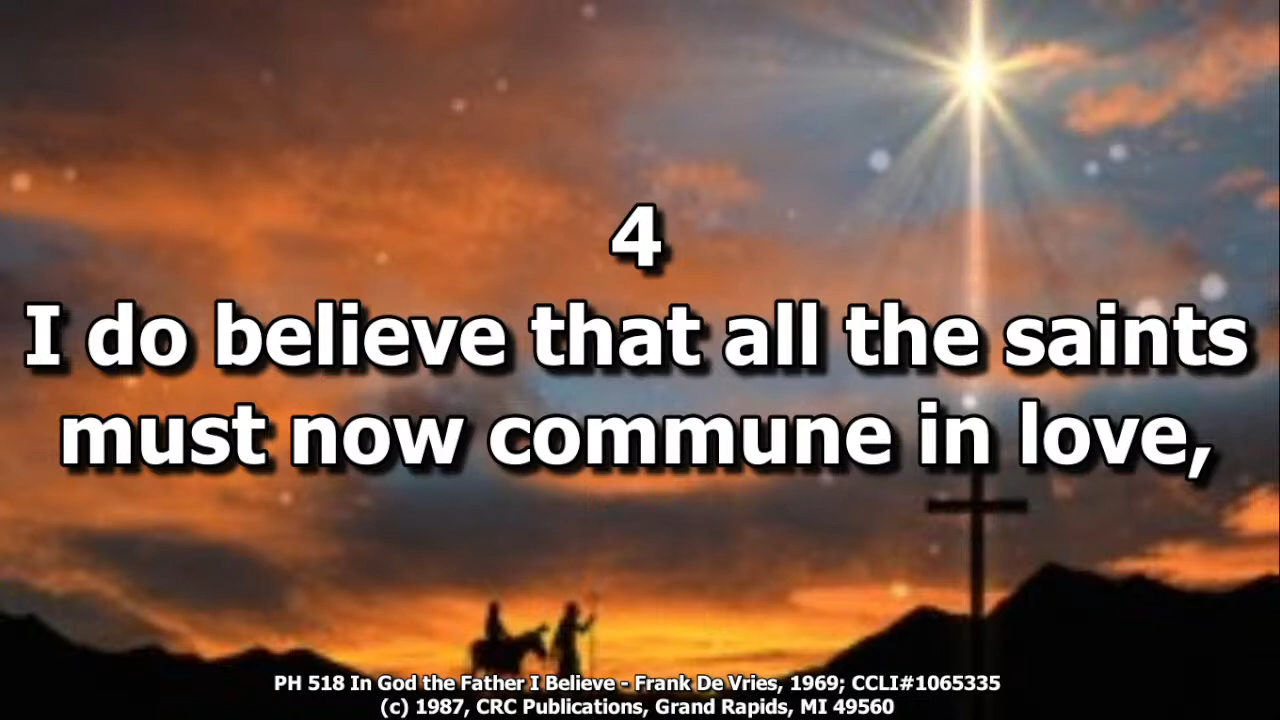 4
I do believe that all the saints
must now commune in love,
PH 518 In God the Father I Believe - Frank De Vries, 1969; CCLI#1065335
(c) 1987, CRC Publications, Grand Rapids, MI 49560